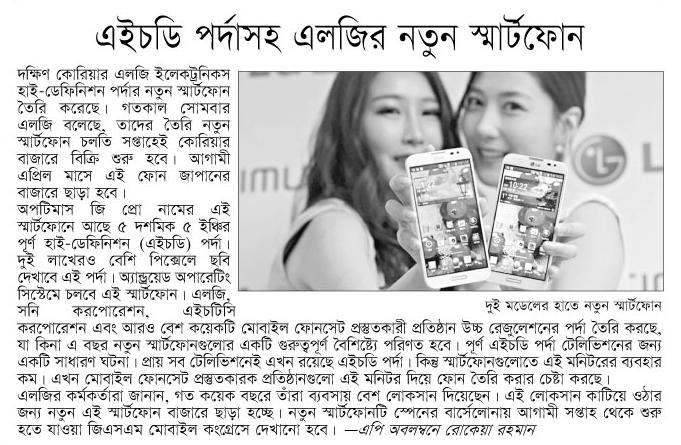 এইচডি পর্দাসহ এলজির নতুন স্মার্টফোন
দক্ষিণ কোরিয়ার এলজি ইলেকট্রনিকস
হাই-ডেফিনিশন পর্দার নতুন স্মার্টফোন
তৈরি করেছে। গতকাল সোমবার
এলজি বলেছে, তাদের তৈরি নতুন
স্মার্টফোন চলতি সপ্তাহেই কোরিয়ার
বাজারে বিক্রি শুরু হবে। আগামী
এপ্রিল মাসে এই ফোন জাপানের
বাজারে ছাড়া হবে।
অপটিমাস জি প্রো নামের এই
স্মার্টফোনে আছে ৫ দশমিক ৫ ইঞ্চির
পূর্ণ হাই-ডেফিনিশন (এইচডি) পর্দা।
দুই লাখেরও বেশি পিক্সেলে ছবি
দেখাবে এই পর্দা। অ্যান্ড্রয়েড অপারেটিং
সিস্টেমে চলবে এই স্মার্টফোন। এলজি,
সনি করপোরেশন, এইচটিসি
করপোরেশন এবং আরও বেশ কয়েকটি মোবাইল ফোনসেট প্রস্তুতকারী প্রতিষ্ঠান উচ্চ রেজুলেশনের পর্দা তৈরি করছে,
যা কিনা এ বছর নতুন স্মার্টফোনগুলোর একটি গুরুত্বপূর্ণ বৈশিষ্ট্যে পরিণত হবে। পূর্ণ এইচডি পর্দা টেলিভিশনের জন্য
একটি সাধারণ ঘটনা। প্রায় সব টেলিভিশনেই এখন রয়েছে এইচডি পর্দা। কিন্তু স্মার্টফোনগুলোতে এই মনিটরের ব্যবহার
কম। এখন মোবাইল ফোনসেট প্রস্তুতকারক প্রতিষ্ঠানগুলো এই মনিটর দিয়ে ফোন তৈরি করার চেষ্টা করছে।
এলজির কর্মকর্তারা জানান, গত কয়েক বছরে তাঁরা ব্যবসায় বেশ লোকসান দিয়েছেন। এই লোকসান কাটিয়ে ওঠার
জন্য নতুন এই স্মার্টফোন বাজারে ছাড়া হচ্ছে। নতুন স্মার্টফোনটি স্পেনের বার্সেলোনায় আগামী সপ্তাহ থেকে শুরু
হতে যাওয়া জিএসএম মোবাইল কংগ্রেসে দেখানো হবে। —এপি অবলম্বনে রোকেয়া রহমান
LG
10:22
দুই মডেলের হাতে নতুন স্মার্টফোন